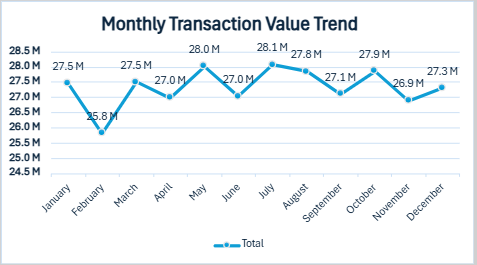 Monthly Transaction Value Trend
28.5 M
28.0 M
27.5 M
27.0 M
26.5 M
26.0 M
25.5 M
25.0 M
24.5 M
27.5 M
25.8 M
27.5 M
27.0 M
28.0 M
27.0 M
28.1 M
27.8 M
27.1 M
27.9 M
26.9 M
27.3 M
January
February
March
April
May
June
July
August
September
October
November
December
Total